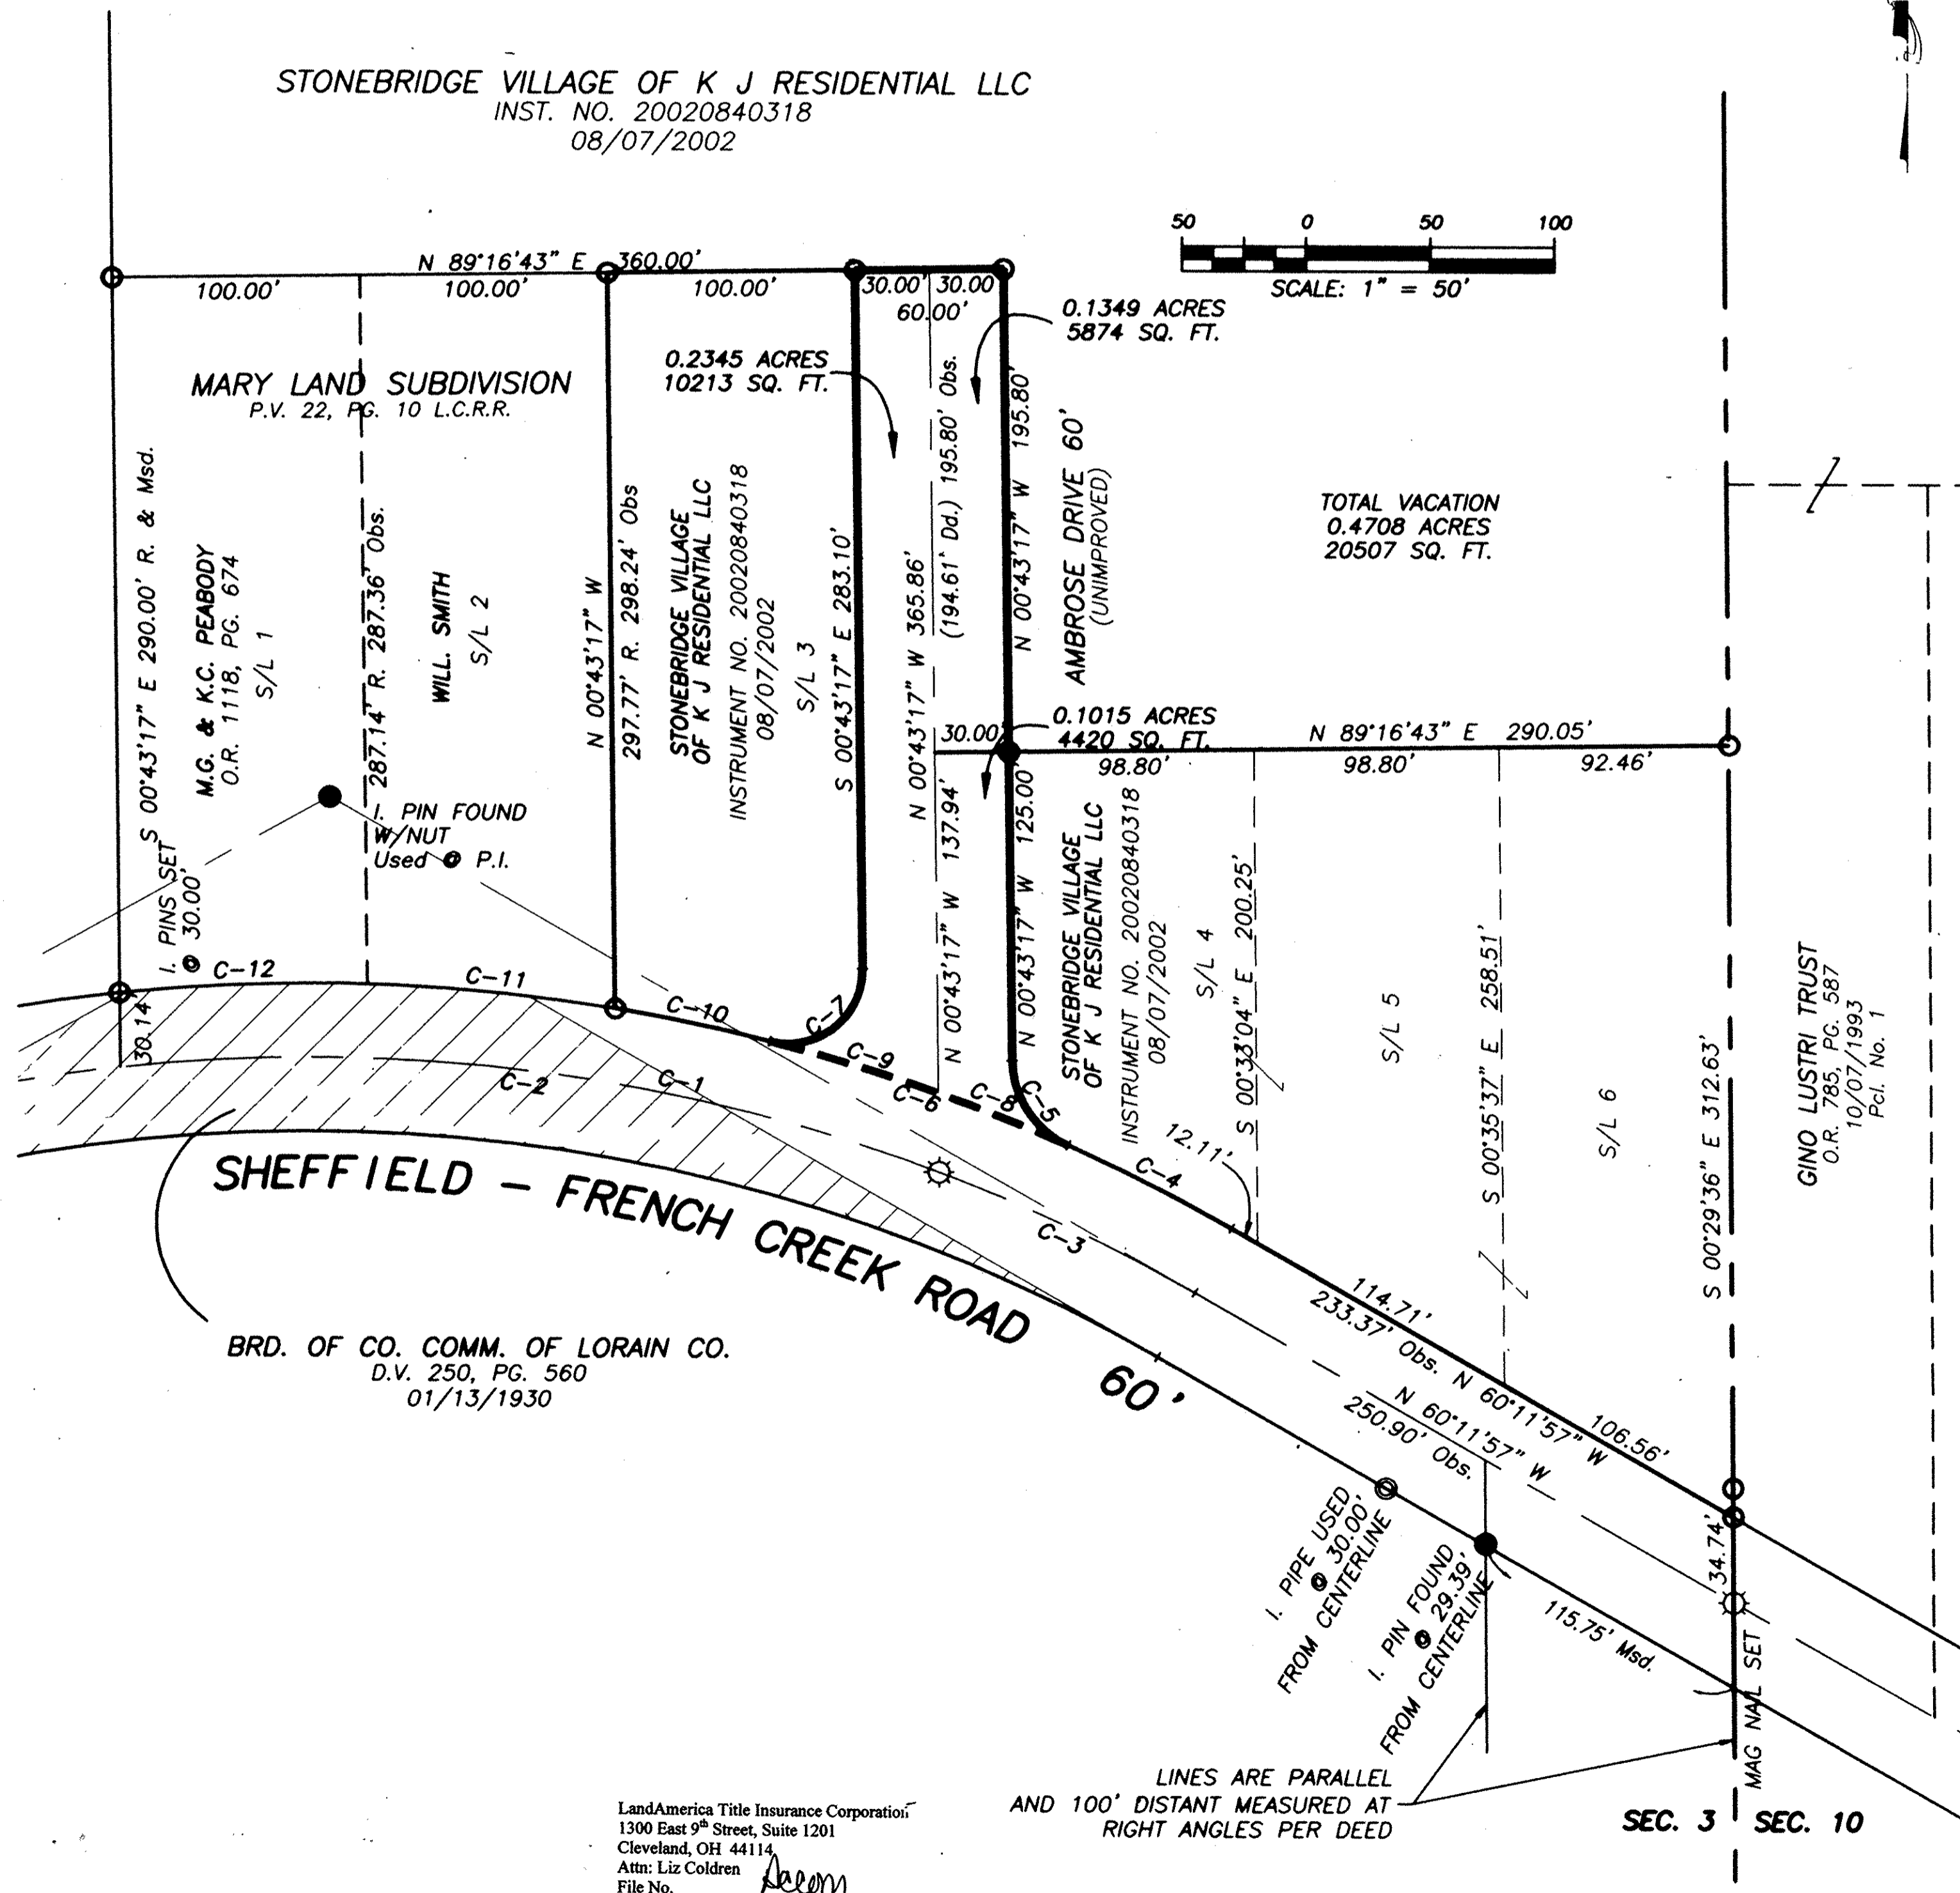 STONEBRIDGE VILLAGE OF K J RESIDENTIAL LLC
INST. NO. 20020840318
08/07/2002
50 0 50 100
SCALE: 1" = 50'
N 89°16'43" E 360.00'
100.00' 100.00' 100.00' 30.00' 30.00
60.00'
0.1349 ACRES
5874 SQ. FT.
0.2345 ACRES
10213 SQ. FT.
MARY LAND SUBDIVISION
P.V. 22, PG. 10 L.C.R.R.
TOTAL VACATION
0.4708 ACRES
20507 SQ. FT.
S 00°43'17" E 290.00' R. & Msd.
I. PINS SET
@ 30.00'
M.G. & K.C. PEABODY
O.R. 1118, PG. 674
S/L 1
287.14' R. 287.36' Obs.
WILL. SMITH
S/L 2
N 00°43'17" W
297.77' R. 298.24' Obs
STONEBRIDGE VILLAGE
OF K J RESIDENTIAL LLC
INSTRUMENT NO. 20020840318
08/07/2002
S/L 3
S 00°43'17" E 283.10'
N 00°43'17" W 365.86'
(194.61' Dd.) 195.80' Obs.
N 00°43'17" W 195.80'
AMBROSE DRIVE 60'
(UNIMPROVED)
0.1015 ACRES
4420 SQ. FT.
30.00'
N 89°16'43" E 290.05'
98.80' 98.80' 92.46'
N 00°43'17" W 137.94'
N 00°43'17" W 125.00'
STONEBRIDGE VILLAGE
OF K J RESIDENTIAL LLC
INSTRUMENT NO. 20020840318
08/07/2002
S/L 4
S 00°33'04" E 200.25'
S/L 5
S 00°35'37" E 258.51'
S/L 6
S 00°29'36" E 312.63'
GINO LUSTRI TRUST
O.R. 785, PG. 587
10/07/1993
Pcl. No. 1
I. PIN FOUND
W/NUT
Used @ P.I.
C-12
C-11
C-10
C-7
C-9
C-6
C-8
C-5
C-4
12.11'
30.14
C-2
C-1
C-3
SHEFFIELD - FRENCH CREEK ROAD 60'
BRD. OF CO. COMM. OF LORAIN CO.
D.V. 250, PG. 560
01/13/1930
114.71'
233.37' Obs. N 60°11'57" W
106.56'
N 60°11'57" W
250.90' Obs.
I. PIPE USED
@ 30.00'
FROM CENTERLINE
I. PIN FOUND
@ 29.39'
FROM CENTERLINE
34.74'
115.75' Msd.
MAG NAIL SET
LINES ARE PARALLEL
AND 100' DISTANT MEASURED AT
RIGHT ANGLES PER DEED
SEC. 3 SEC. 10
LandAmerica Title Insurance Corporation
1300 East 9th Street, Suite 1201
Cleveland, OH 44114
Attn: Liz Coldren
File No.